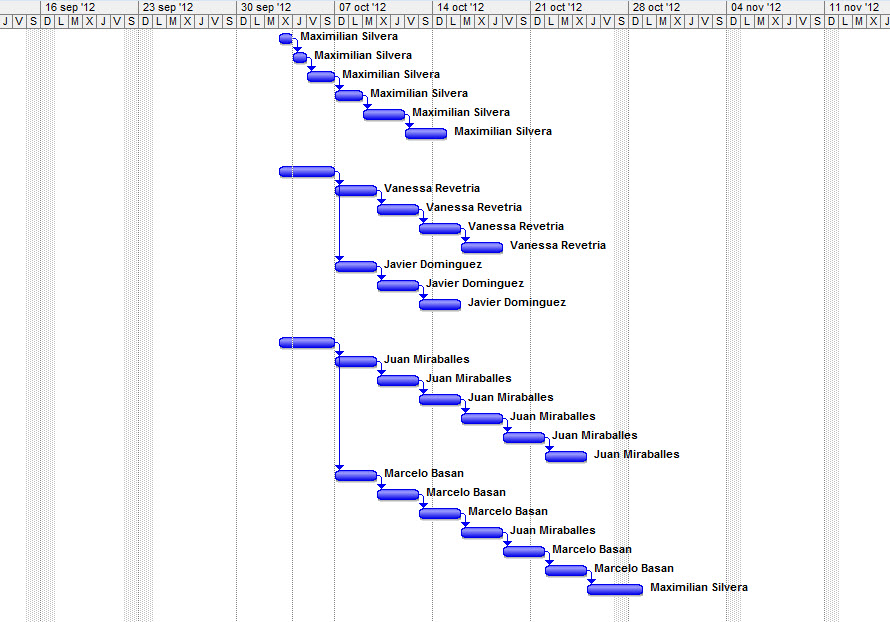 16 sep '12 23 sep '12 30 sep '12 07 oct '12 14 oct '12 21 oct '12 28 oct '12 04 nov '12 11 nov '12
J V S D L M X J V S D L M X J V S D L M X J V S D L M X J V S D L M X J V S D L M X J V S D L M X J V S D L M X J V S D L M X J
Maximilian Silvera
Maximilian Silvera
Maximilian Silvera
Maximilian Silvera
Maximilian Silvera
Maximilian Silvera
Vanessa Revetria
Vanessa Revetria
Vanessa Revetria
Vanessa Revetria
Javier Dominguez
Javier Dominguez
Javier Dominguez
Juan Miraballes
Juan Miraballes
Juan Miraballes
Juan Miraballes
Juan Miraballes
Juan Miraballes
Marcelo Basan
Marcelo Basan
Marcelo Basan
Juan Miraballes
Marcelo Basan
Marcelo Basan
Maximilian Silvera